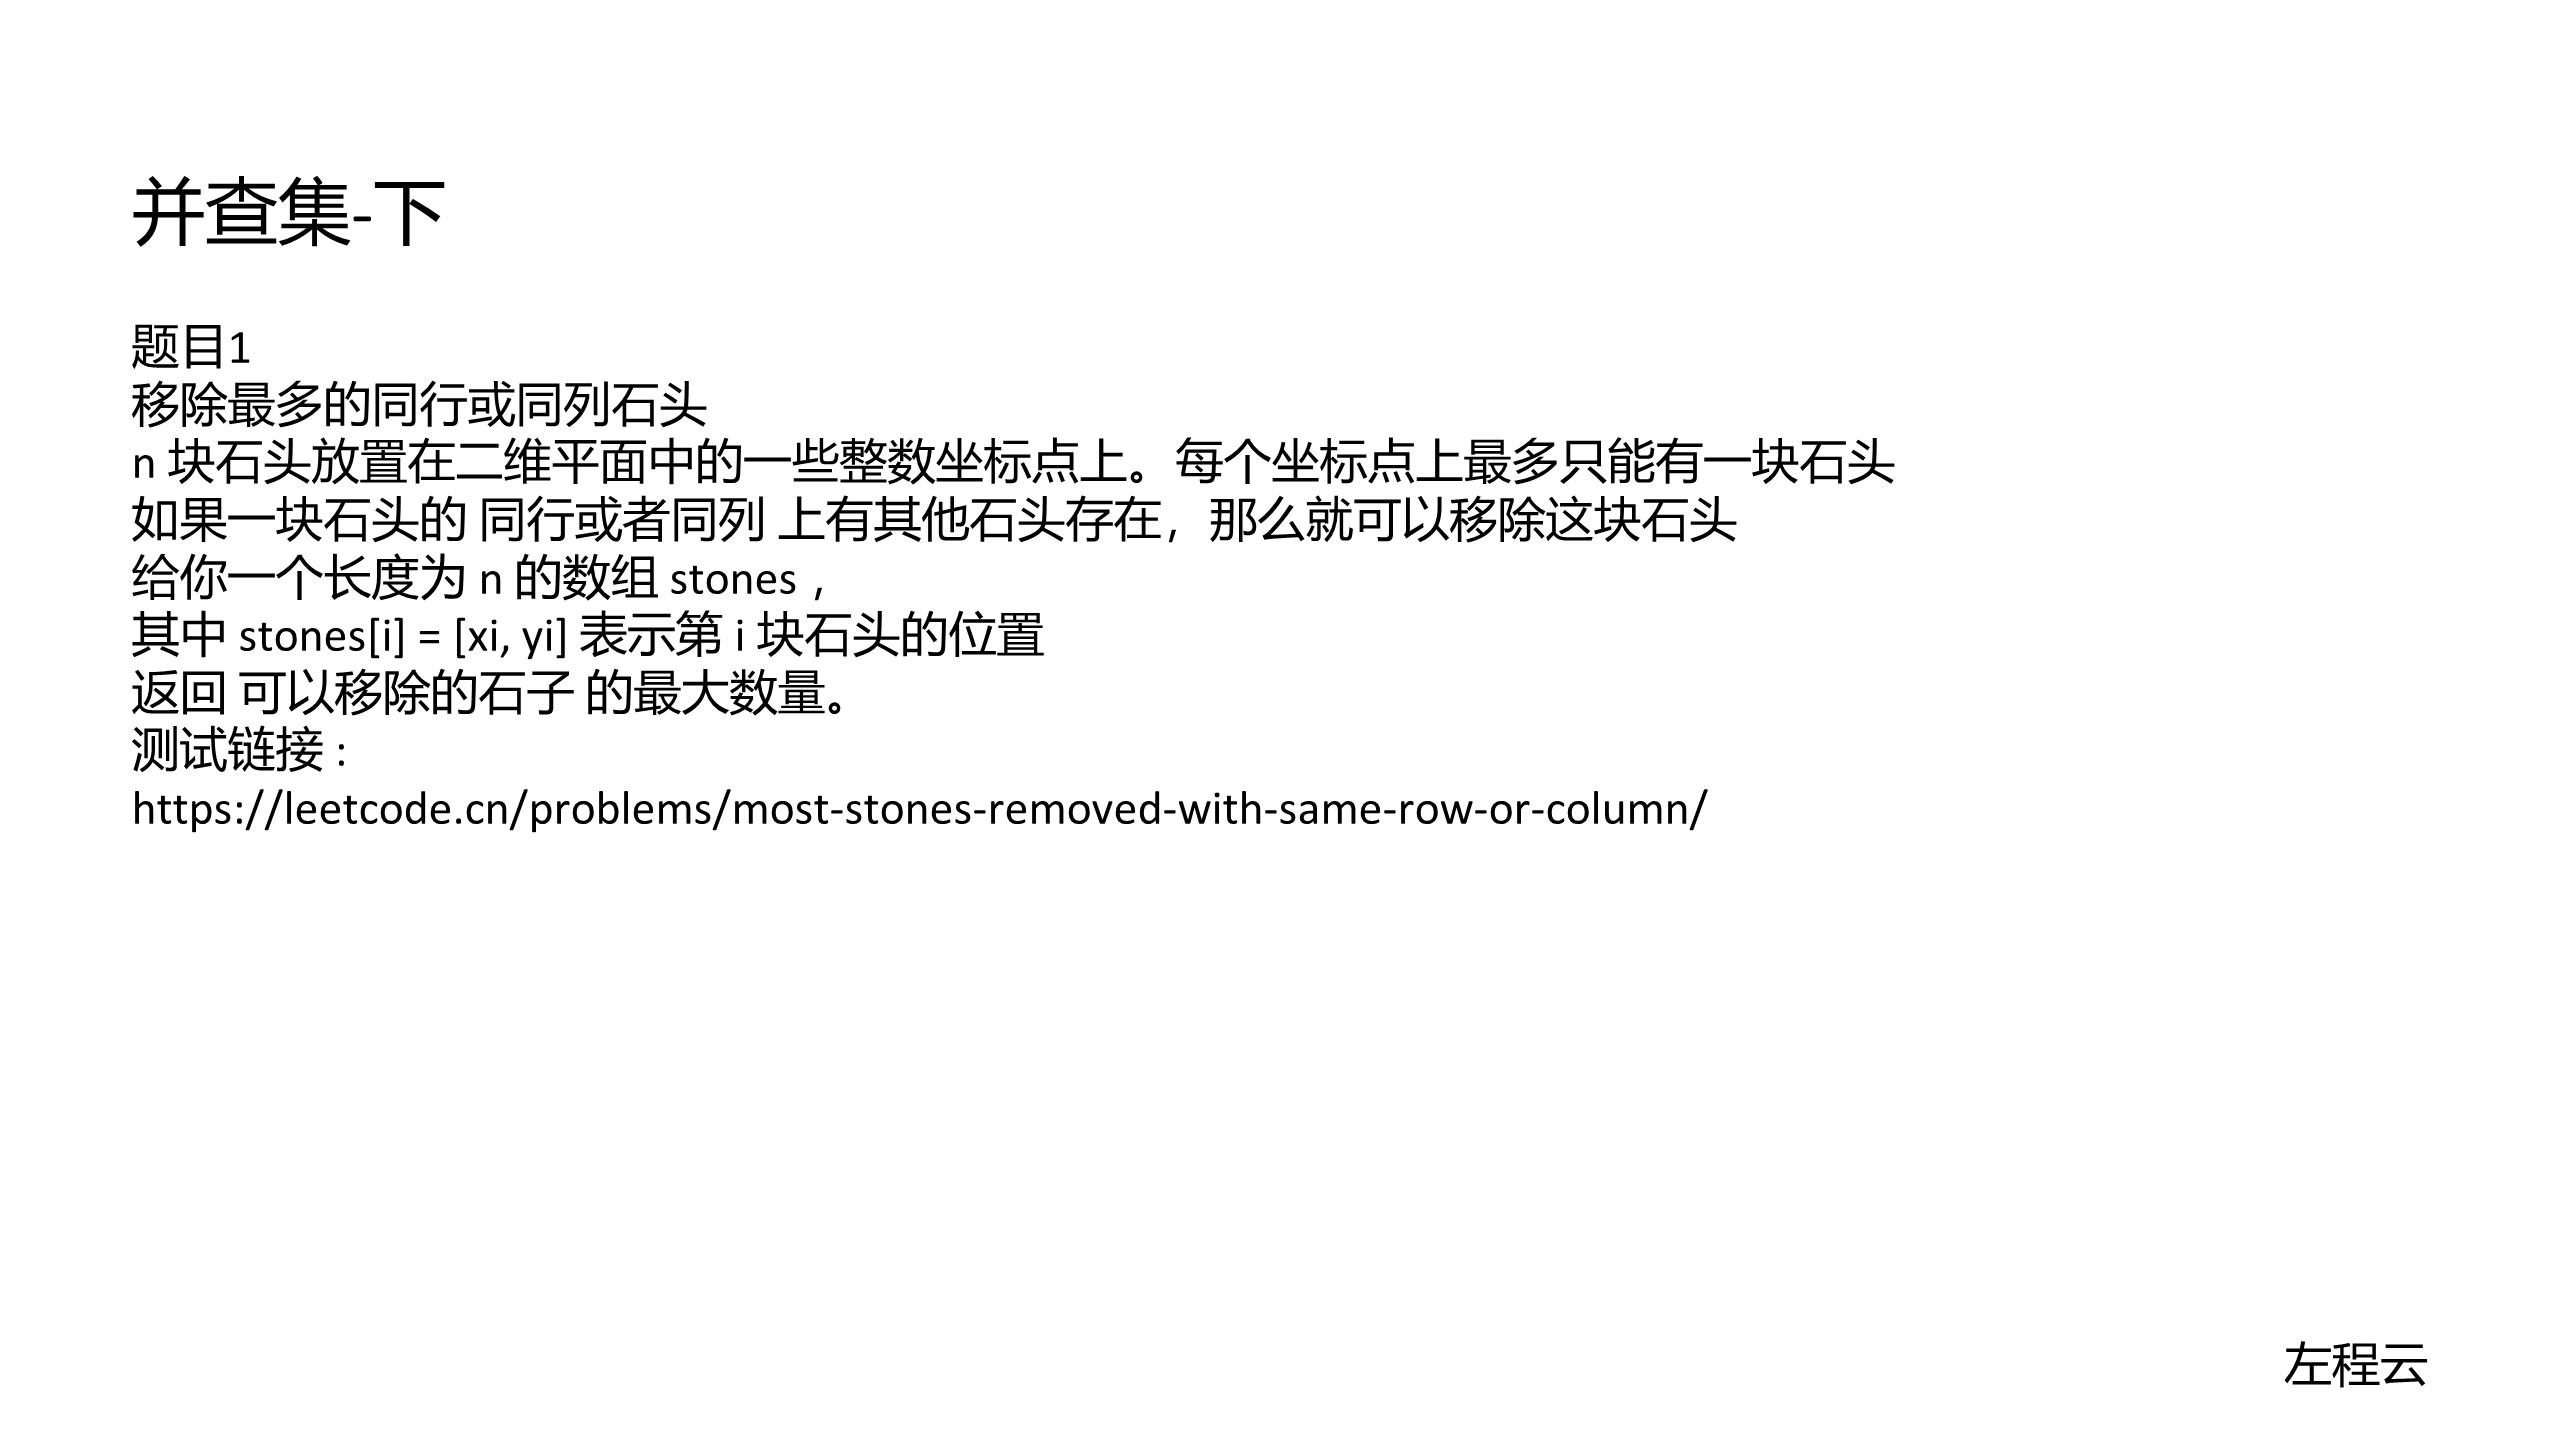 并查集-下
题目1
移除最多的同行或同列石头
n 块石头放置在二维平面中的一些整数坐标点上。每个坐标点上最多只能有一块石头
如果一块石头的 同行或者同列 上有其他石头存在，那么就可以移除这块石头
给你一个长度为 n 的数组 stones ，
其中 stones[i] = [xi, yi] 表示第 i 块石头的位置
返回 可以移除的石子 的最大数量。
测试链接 :
https://leetcode.cn/problems/most-stones-removed-with-same-row-or-column/
左程云